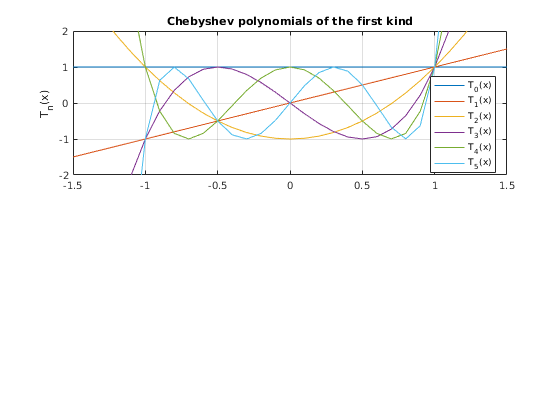 Chebyshev polynomials of the first kind
2
1
0
-1
-2
T_n(x)
-1.5 -1 -0.5 0 0.5 1 1.5
T_0(x)
T_1(x)
T_2(x)
T_3(x)
T_4(x)
T_5(x)